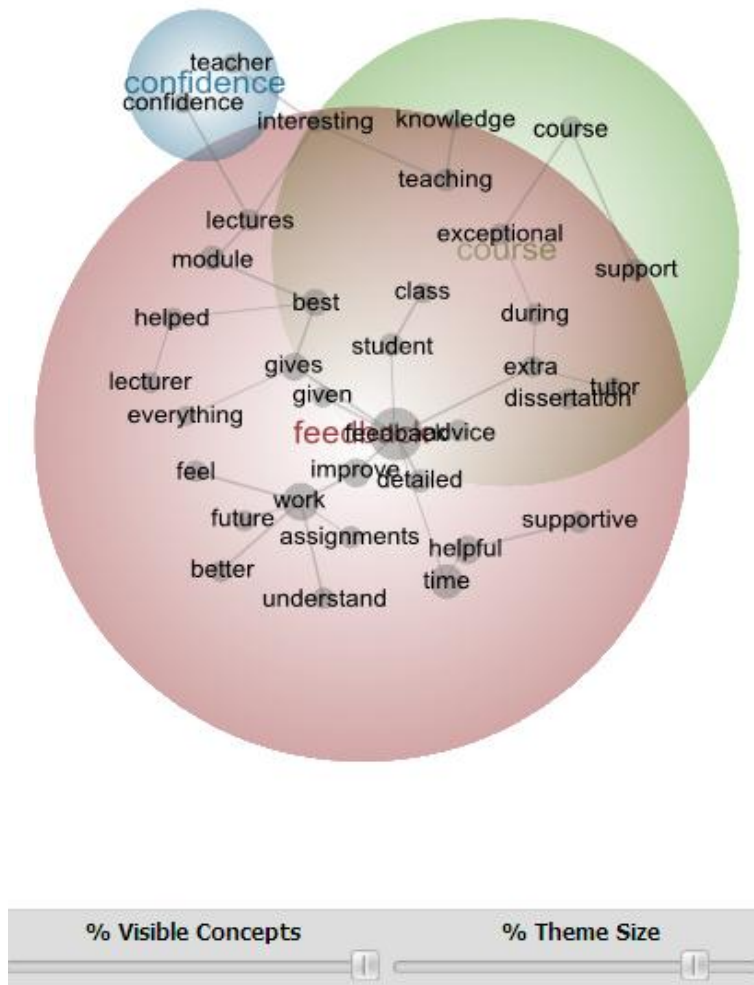 teacher
confidence
confidence
interesting
knowledge
course
teaching
lectures
exceptional
course
module
support
class
best
during
helped
student
gives
extra
lecturer
given
tutor
dissertation
everything
feedback
feedback
advice
feel
improve
detailed
work
future
supportive
assignments
helpful
better
time
understand
% Visible Concepts
% Theme Size